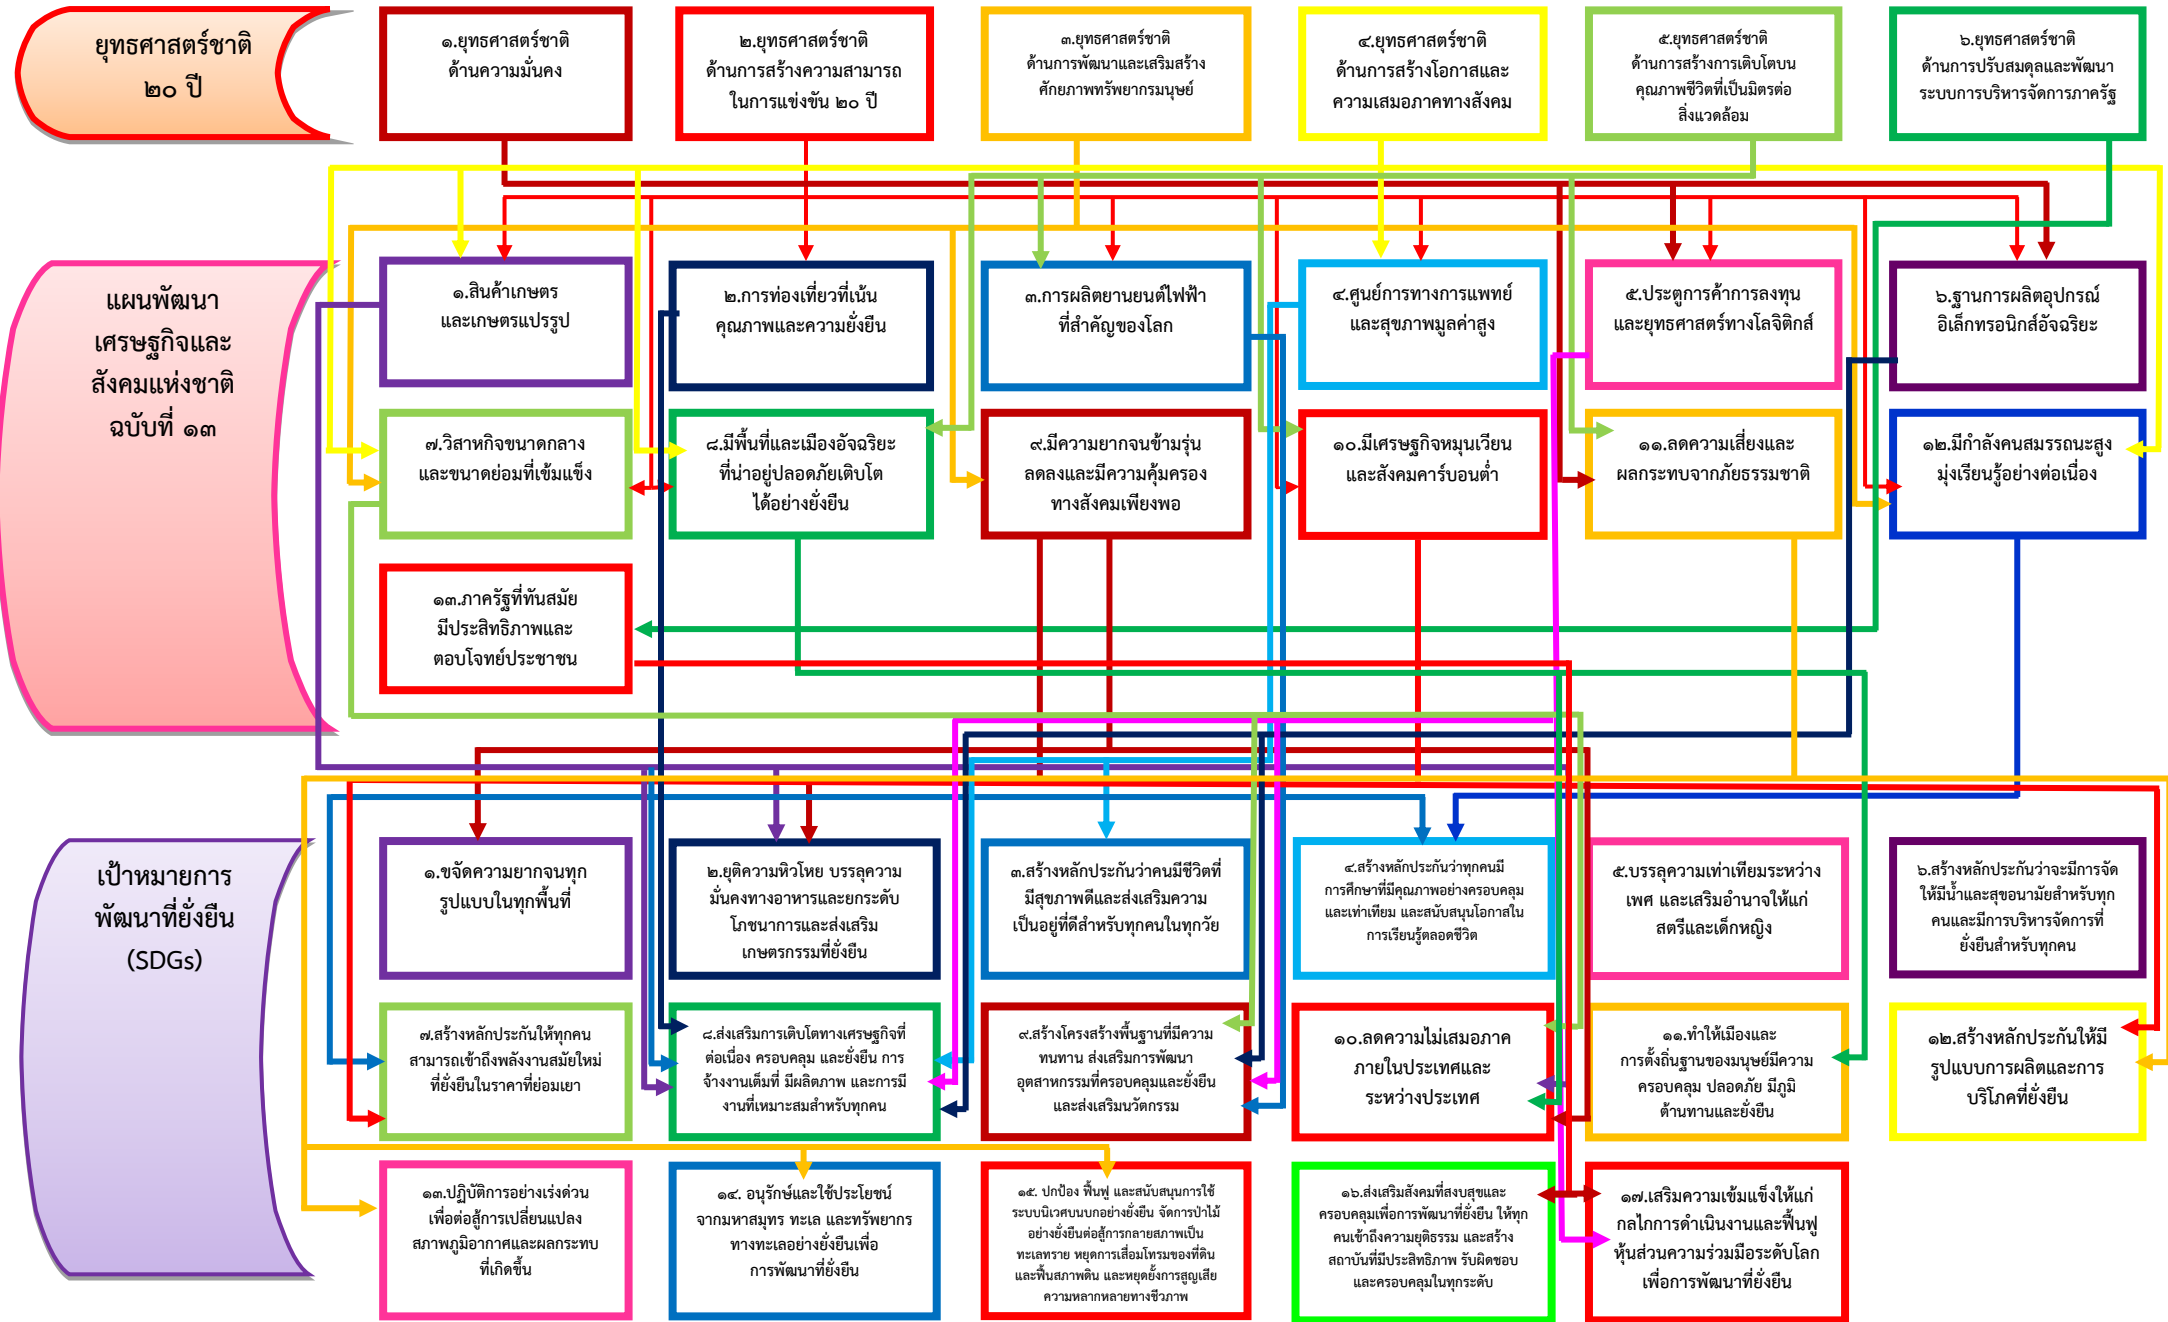 ยุทธศาสตร์ชาติ
๒๐ ปี
๑.ยุทธศาสตร์ชาติ
ด้านความมั่นคง
๒.ยุทธศาสตร์ชาติ
ด้านการสร้างความสามารถ
ในการแข่งขัน ๒๐ ปี
๓.ยุทธศาสตร์ชาติ
ด้านการพัฒนาและเสริมสร้าง
ศักยภาพทรัพยากรมนุษย์
๔.ยุทธศาสตร์ชาติ
ด้านการสร้างโอกาสและ
ความเสมอภาคทางสังคม
๕.ยุทธศาสตร์ชาติ
ด้านการสร้างการเติบโตบน
คุณภาพชีวิตที่เป็นมิตรต่อ
สิ่งแวดล้อม
๖.ยุทธศาสตร์ชาติ
ด้านการปรับสมดุลและพัฒนา
ระบบการบริหารจัดการภาครัฐ
แผนพัฒนา
เศรษฐกิจและ
สังคมแห่งชาติ
ฉบับที่ ๑๓
๑.สินค้าเกษตร
และเกษตรแปรรูป
๒.การท่องเที่ยวที่เน้น
คุณภาพและความยั่งยืน
๓.การผลิตยานยนต์ไฟฟ้า
ที่สำคัญของโลก
๔.ศูนย์การทางการแพทย์
และสุขภาพมูลค่าสูง
๕.ประตูการค้าการลงทุน
และยุทธศาสตร์ทางโลจิติกส์
๖.ฐานการผลิตอุปกรณ์
อิเล็กทรอนิกส์อัจฉริยะ
๗.วิสาหกิจขนาดกลาง
และขนาดย่อมที่เข้มแข็ง
๘.มีพื้นที่และเมืองอัจฉริยะ
ที่น่าอยู่ปลอดภัยเติบโต
ได้อย่างยั่งยืน
๙.มีความยากจนข้ามรุ่น
ลดลงและมีความคุ้มครอง
ทางสังคมเพียงพอ
๑๐.มีเศรษฐกิจหมุนเวียน
และสังคมคาร์บอนต่ำ
๑๑.ลดความเสี่ยงและ
ผลกระทบจากภัยธรรมชาติ
๑๒.มีกำลังคนสมรรถนะสูง
มุ่งเรียนรู้อย่างต่อเนื่อง
๑๓.ภาครัฐที่ทันสมัย
มีประสิทธิภาพและ
ตอบโจทย์ประชาชน
เป้าหมายการ
พัฒนาที่ยั่งยืน
(SDGs)
๑.ขจัดความยากจนทุก
รูปแบบในทุกพื้นที่
๒.ยุติความหิวโหย บรรลุความ
มั่นคงทางอาหารและยกระดับ
โภชนาการและส่งเสริม
เกษตรกรรมที่ยั่งยืน
๓.สร้างหลักประกันว่าคนมีชีวิตที่
มีสุขภาพดีและส่งเสริมความ
เป็นอยู่ที่ดีสำหรับทุกคนในทุกวัย
๔.สร้างหลักประกันว่าทุกคนมี
การศึกษาที่มีคุณภาพอย่างครอบคลุม
และเท่าเทียม และสนับสนุนโอกาสใน
การเรียนรู้ตลอดชีวิต
๕.บรรลุความเท่าเทียมระหว่าง
เพศ และเสริมอำนาจให้แก่
สตรีและเด็กหญิง
๖.สร้างหลักประกันว่าจะมีการจัด
ให้มีน้ำและสุขอนามัยสำหรับทุก
คนและมีการบริหารจัดการที่
ยั่งยืนสำหรับทุกคน
๗.สร้างหลักประกันให้ทุกคน
สามารถเข้าถึงพลังงานสมัยใหม่
ที่ยั่งยืนในราคาที่ย่อมเยา
๘.ส่งเสริมการเติบโตทางเศรษฐกิจที่
ต่อเนื่อง ครอบคลุม และยั่งยืน การ
จ้างงานเต็มที่ มีผลิตภาพ และการมี
งานที่เหมาะสมสำหรับทุกคน
๙.สร้างโครงสร้างพื้นฐานที่มีความ
ทนทาน ส่งเสริมการพัฒนา
อุตสาหกรรมที่ครอบคลุมและยั่งยืน
และส่งเสริมนวัตกรรม
๑๐.ลดความไม่เสมอภาค
ภายในประเทศและ
ระหว่างประเทศ
๑๑.ทำให้เมืองและ
การตั้งถิ่นฐานของมนุษย์มีความ
ครอบคลุม ปลอดภัย มีภูมิ
ต้านทานและยั่งยืน
๑๒.สร้างหลักประกันให้มี
รูปแบบการผลิตและการ
บริโภคที่ยั่งยืน
๑๓.ปฏิบัติการอย่างเร่งด่วน
เพื่อต่อสู้การเปลี่ยนแปลง
สภาพภูมิอากาศและผลกระทบ
ที่เกิดขึ้น
๑๔. อนุรักษ์และใช้ประโยชน์
จากมหาสมุทร ทะเล และทรัพยากร
ทางทะเลอย่างยั่งยืนเพื่อ
การพัฒนาที่ยั่งยืน
๑๕. ปกป้อง ฟื้นฟู และสนับสนุนการใช้
ระบบนิเวศบนบกอย่างยั่งยืน จัดการป่าไม้
อย่างยั่งยืนต่อสู้การกลายสภาพเป็น
ทะเลทราย หยุดการเสื่อมโทรมของที่ดิน
และฟื้นสภาพดิน และหยุดยั้งการสูญเสีย
ความหลากหลายทางชีวภาพ
๑๖.ส่งเสริมสังคมที่สงบสุขและ
ครอบคลุมเพื่อการพัฒนาที่ยั่งยืน ให้ทุก
คนเข้าถึงความยุติธรรม และสร้าง
สถาบันที่มีประสิทธิภาพ รับผิดชอบ
และครอบคลุมในทุกระดับ
๑๗.เสริมความเข้มแข็งให้แก่
กลไกการดำเนินงานและฟื้นฟู
หุ้นส่วนความร่วมมือระดับโลก
เพื่อการพัฒนาที่ยั่งยืน